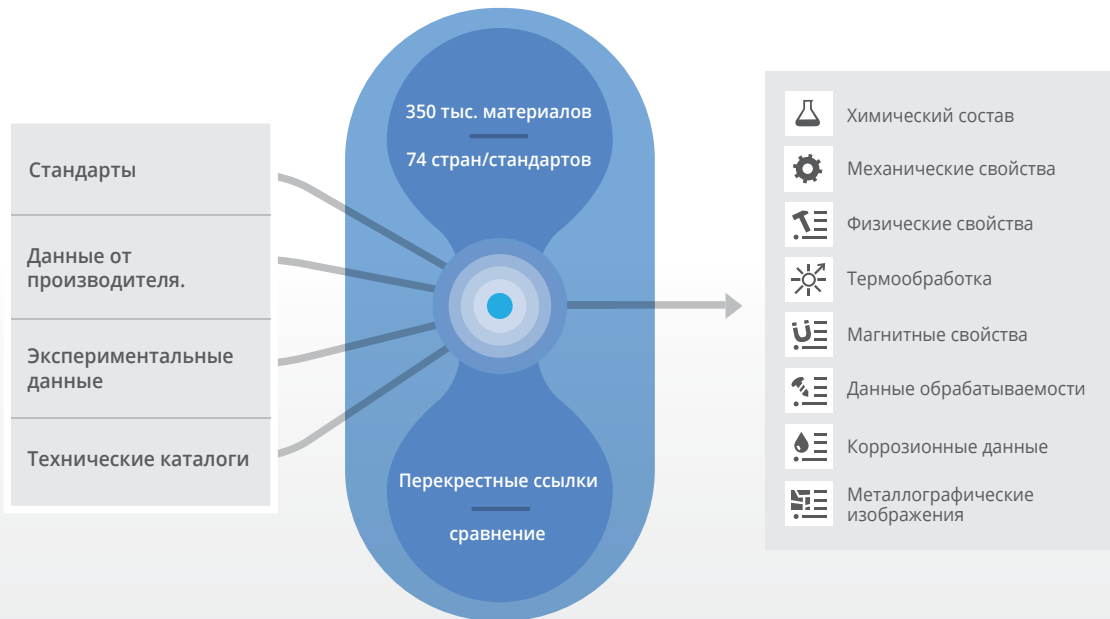 Стандарты
Данные от
производителя.
Экспериментальные
данные
Технические каталоги
350 тыс. материалов
74 стран/стандартов
Перекрестные ссылки
сравнение
Химический состав
Механические свойства
Физические свойства
Термообработка
Магнитные свойства
Данные обрабатываемости
Коррозионные данные
Металлографические
изображения